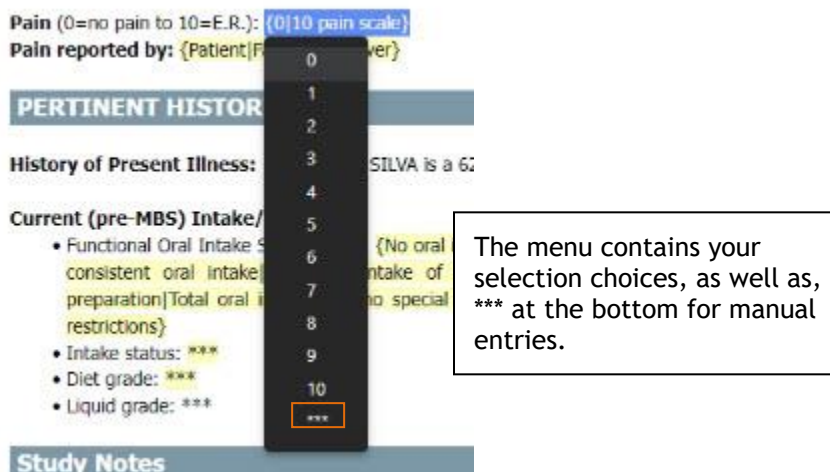 Pain (0=no pain to 10=E.R.): {0|10 pain scale}
Pain reported by: {Patient|F ver}
0
1
2
3
4
5
6
7
8
9
10
***
PERTINENT HISTOR
History of Present Illness: SILVA is a 62
Current (pre-MBS) Intake/
• Functional Oral Intake S {No oral
consistent oral intake| ntake of
preparation|Total oral i no special
restrictions}
• Intake status: ***
• Diet grade: ***
• Liquid grade: ***
Study Notes
The menu contains your
selection choices, as well as,
*** at the bottom for manual
entries.